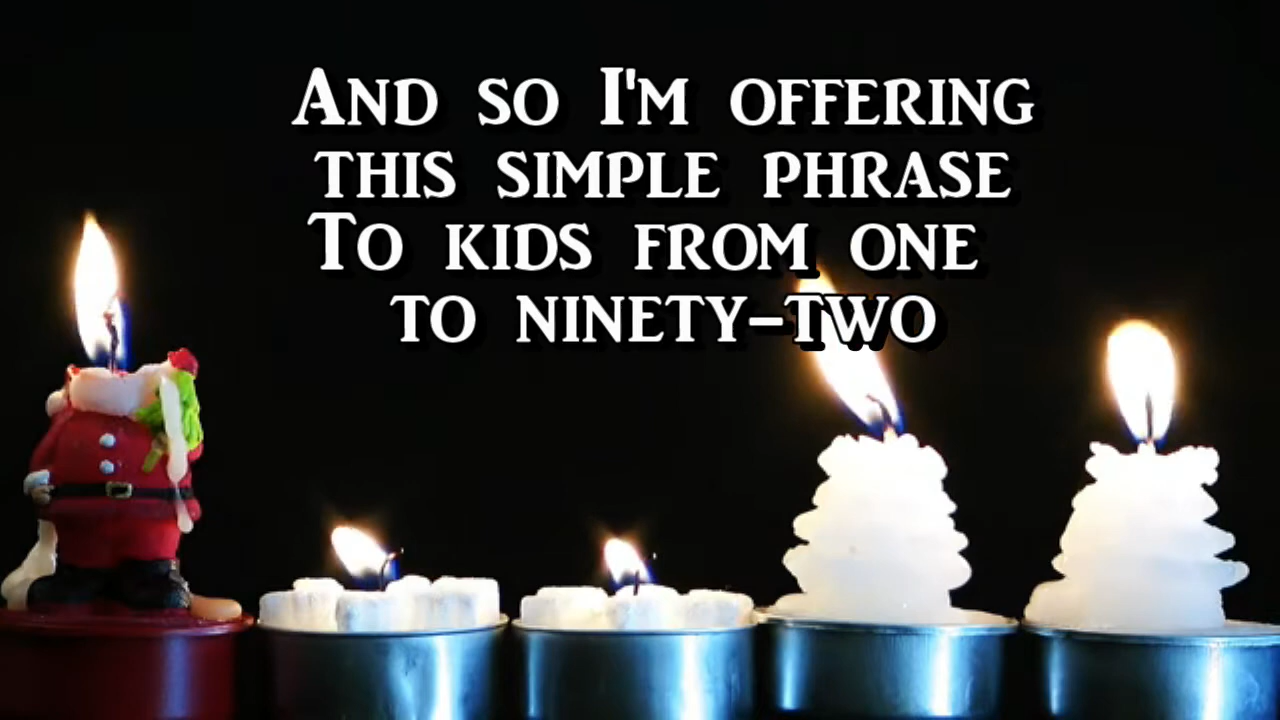 And so I'm offering
this simple phrase
To kids from one
to ninety-two